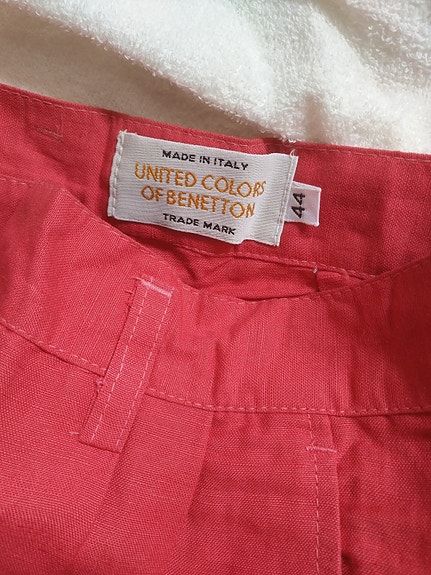 MADE IN ITALY
UNITED COLORS
OF BENETTON
TRADE MARK
44